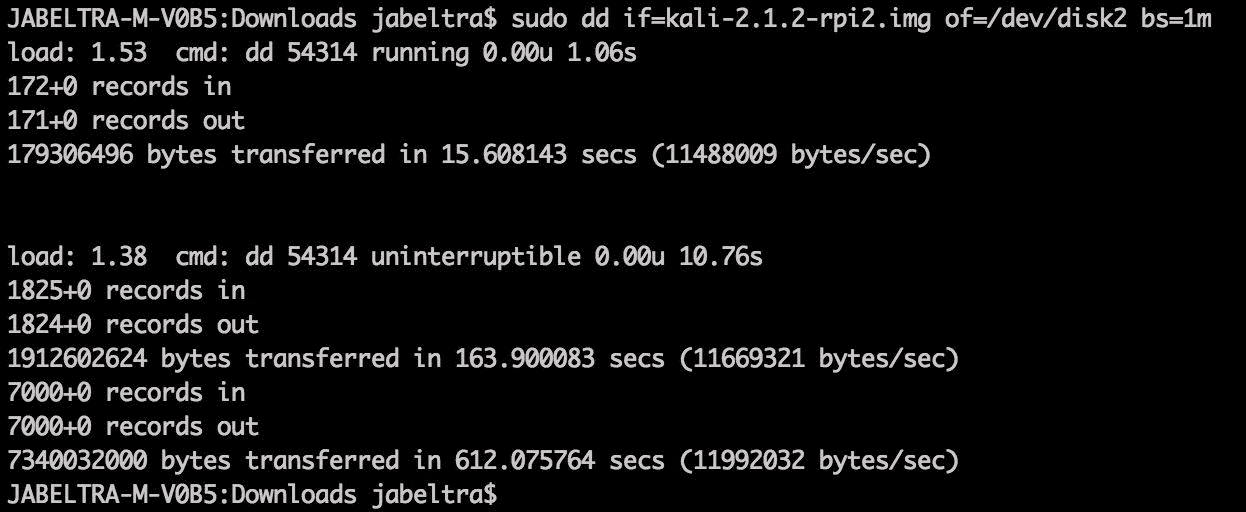 JABELTRA-M-V0B5:Downloads jabeltra$ sudo dd if=kali-2.1.2-rpi2.img of=/dev/disk2 bs=1m
load: 1.53  cmd: dd 54314 running 0.00u 1.06s
172+0 records in
171+0 records out
179306496 bytes transferred in 15.608143 secs (11488009 bytes/sec)
load: 1.38  cmd: dd 54314 uninterruptible 0.00u 10.76s
1825+0 records in
1824+0 records out
1912602624 bytes transferred in 163.900083 secs (11669321 bytes/sec)
7000+0 records in
7000+0 records out
7340032000 bytes transferred in 612.075764 secs (11992032 bytes/sec)
JABELTRA-M-V0B5:Downloads jabeltra$